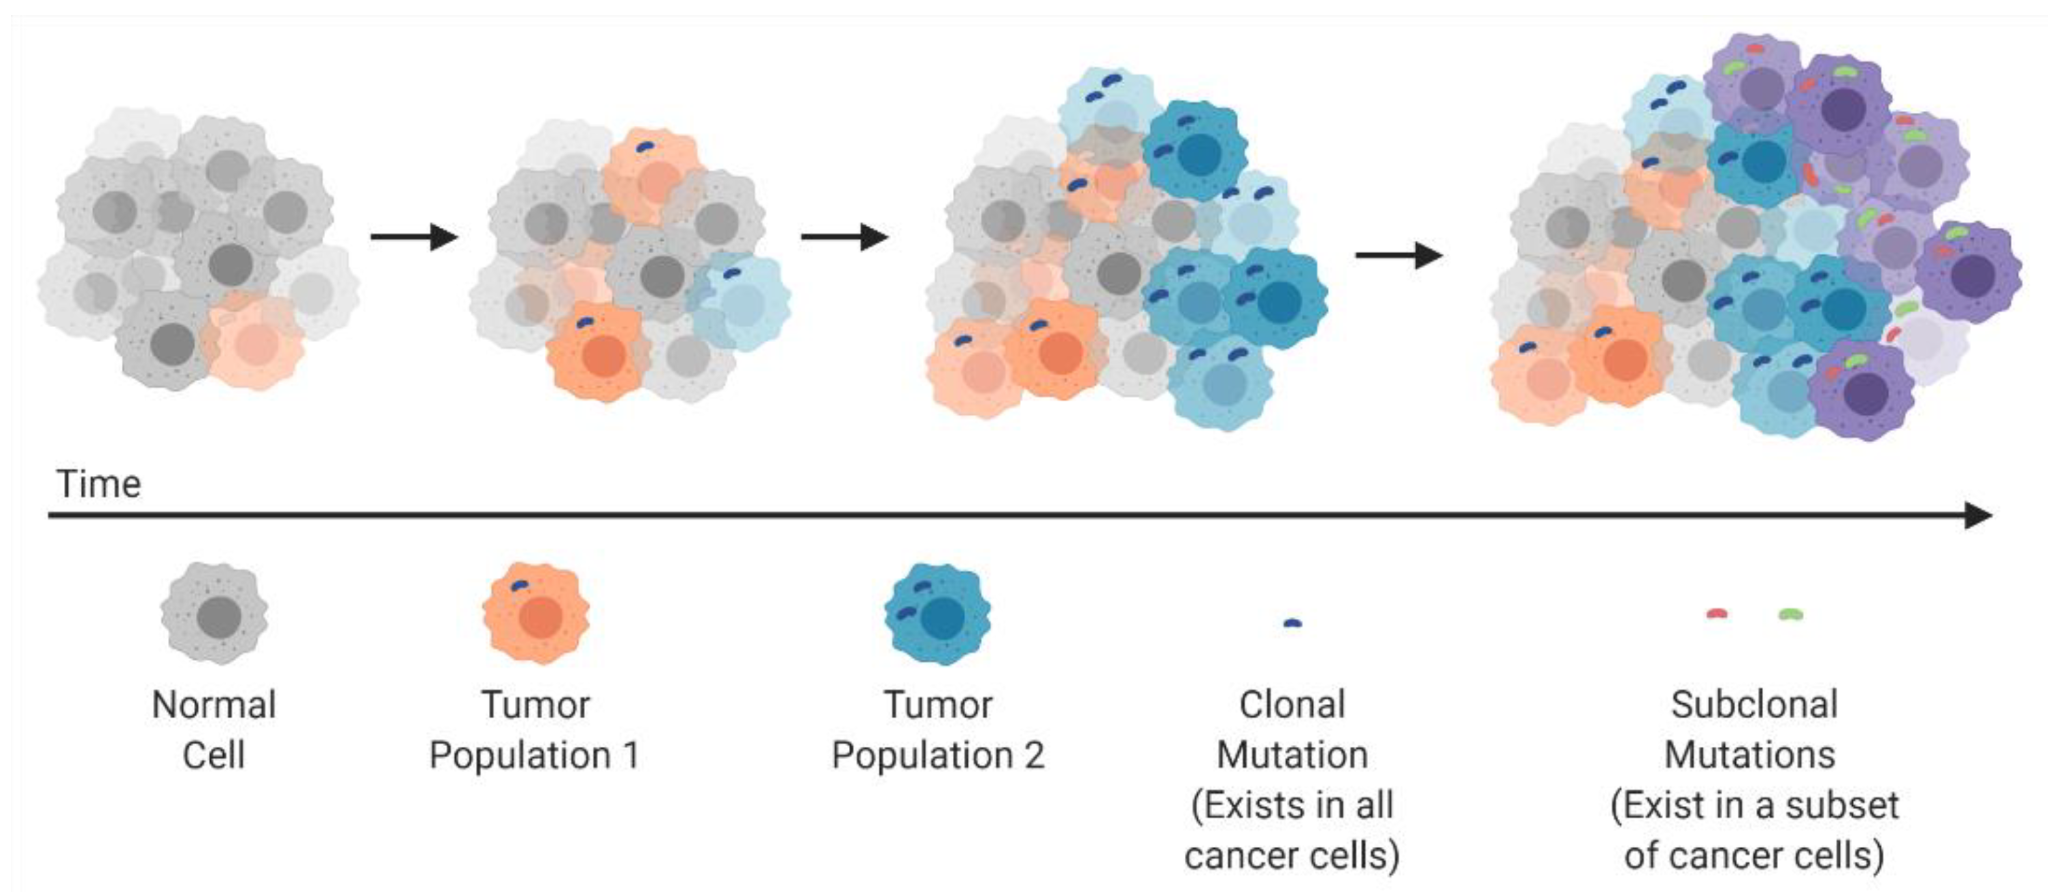 Time
Normal
Cell
Tumor
Population 1
Tumor
Population 2
Clonal
Mutation
(Exists in all
cancer cells)
Subclonal
Mutations
(Exist in a subset
of cancer cells)